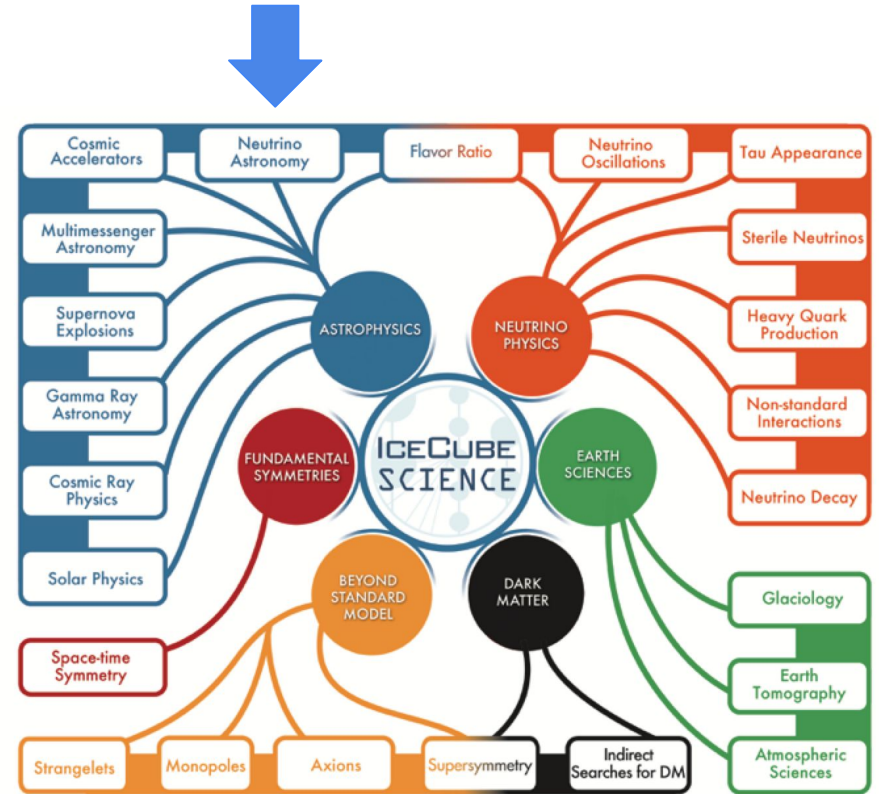 Cosmic
Accelerators
Neutrino
Astronomy
Flavor Ratio
Neutrino
Oscillations
Tau Appearance
Multimessenger
Astronomy
Sterile Neutrinos
Supernova
Explosions
ASTROPHYSICS
NEUTRINO
PHYSICS
Heavy Quark
Production
Gamma Ray
Astronomy
Non-standard
Interactions
FUNDAMENTAL
SYMMETRIES
ICECUBE
SCIENCE
EARTH
SCIENCES
Cosmic Ray
Physics
Neutrino Decay
Solar Physics
BEYOND
STANDARD
MODEL
DARK
MATTER
Glaciology
Space-time
Symmetry
Earth
Tomography
Strangelets
Monopoles
Axions
Supersymmetry
Indirect
Searches for DM
Atmospheric
Sciences